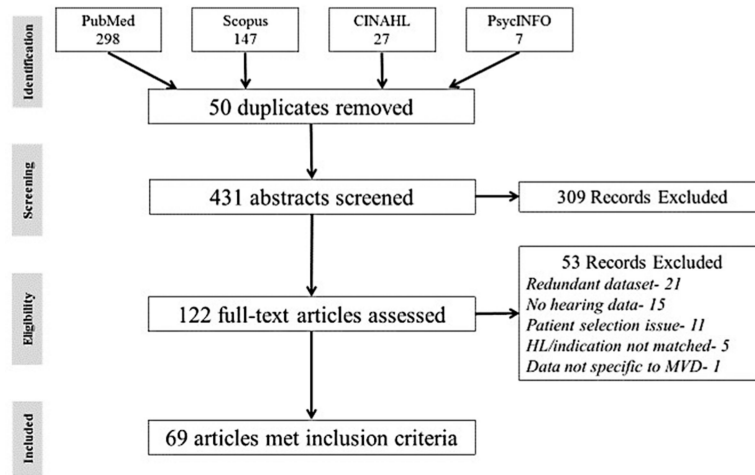 PubMed
298
Scopus
147
CINAHL
27
PsycINFO
7
Identification
50 duplicates removed
Screening
431 abstracts screened
309 Records Excluded
Eligibility
122 full-text articles assessed
53 Records Excluded
Redundant dataset- 21
No hearing data- 15
Patient selection issue- 11
HL/indication not matched- 5
Data not specific to MVD- 1
Included
69 articles met inclusion criteria